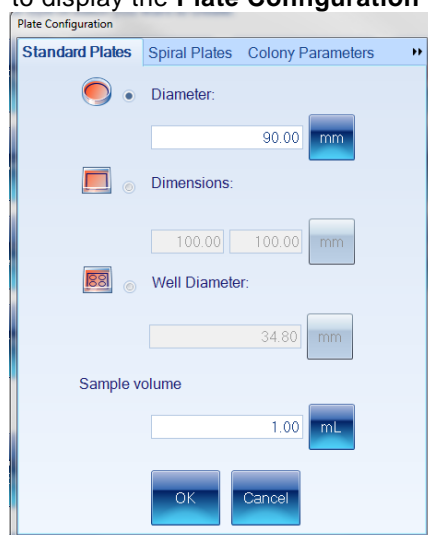 to display the Plate Configuration
Plate Configuration
Standard Plates Spiral Plates Colony Parameters
Diameter:
90.00 mm
Dimensions:
100.00 100.00 mm
Well Diameter:
34.80 mm
Sample volume
1.00 mL
OK Cancel